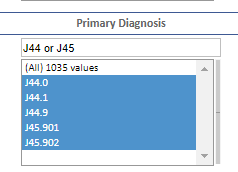 Primary Diagnosis
J44 or J45
(All) 1035 values
J44.0
J44.1
J44.9
J45.901
J45.902